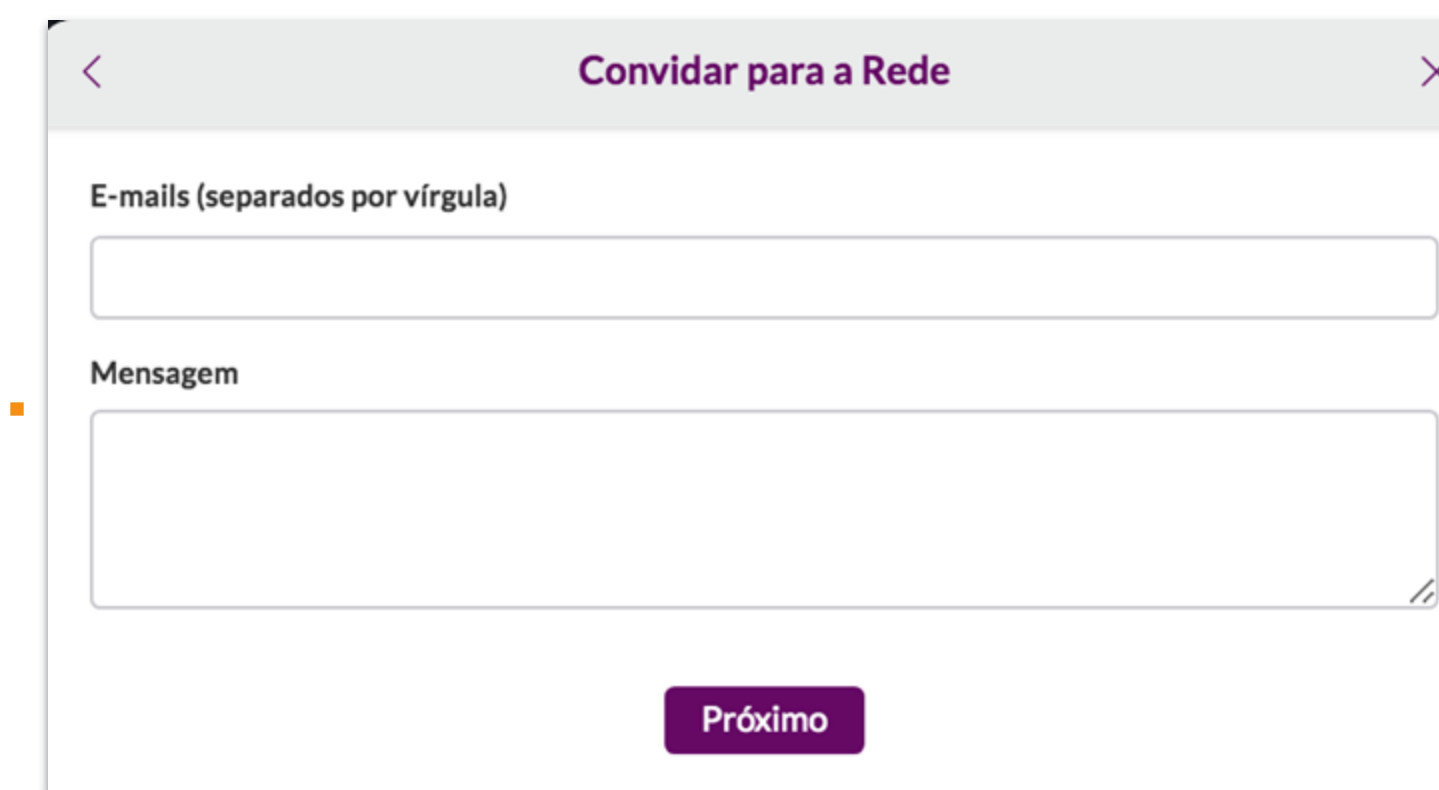 Convidar para a Rede
E-mails (separados por vírgula)
Mensagem
Próximo